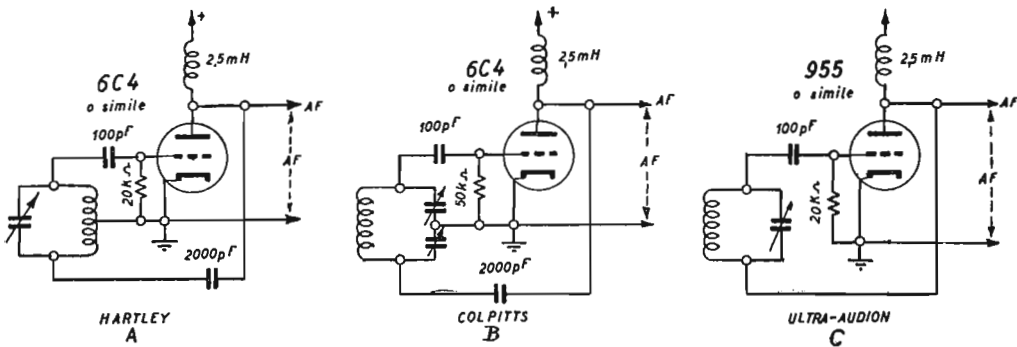 +
2,5mH
6C4
o simile
AF
100pF
20kΩ
AF
2000pF
HARTLEY
A
+
2,5mH
6C4
o simile
AF
100pF
50kΩ
AF
2000pF
COLPITTS
B
2,5mH
955
o simile
AF
100pF
20kΩ
AF
ULTRA-AUDION
C